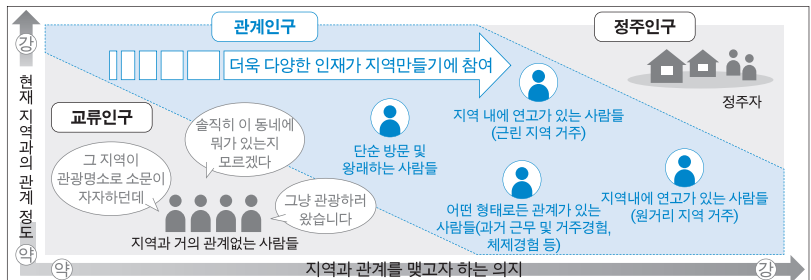 관계인구
정주인구
강
더욱 다양한 인재가 지역만들기에 참여
정주자
현재 지역과의 관계 정도
교류인구
솔직히 이 동네에
뭐가 있는지
모르겠다
그 지역이
관광명소로 소문이
자자하던데
그냥 관광하러
왔습니다
지역과 거의 관계없는 사람들
단순 방문 및
왕래하는 사람들
지역 내에 연고가 있는 사람들
(근린 지역 거주)
어떤 형태로든 관계가 있는
사람들(과거 근무 및 거주경험,
체제경험 등)
지역내에 연고가 있는 사람들
(원거리 지역 거주)
약
약
지역과 관계를 맺고자 하는 의지
강